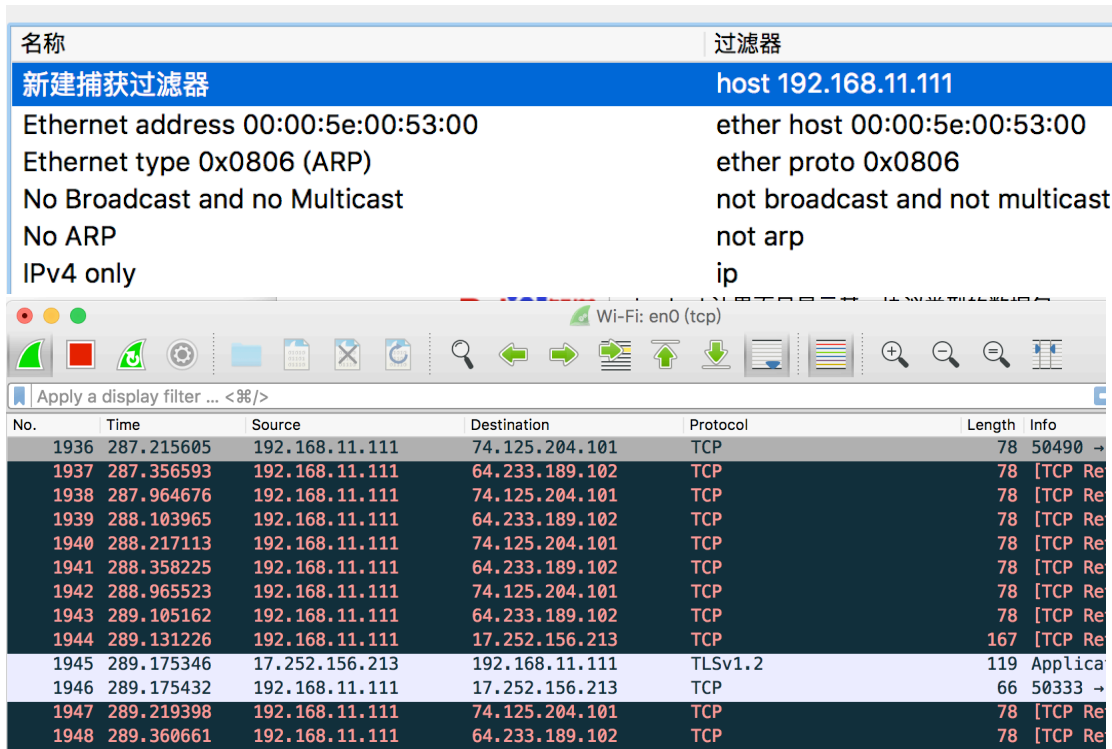 名称 过滤器
新建捕获过滤器 host 192.168.11.111
Ethernet address 00:00:5e:00:53:00 ether host 00:00:5e:00:53:00
Ethernet type 0x0806 (ARP) ether proto 0x0806
No Broadcast and no Multicast not broadcast and not multicast
No ARP not arp
IPv4 only ip
Wi-Fi: en0 (tcp)
Apply a display filter ... <⌘/>
No. Time Source Destination Protocol Length Info
1936 287.215605 192.168.11.111 74.125.204.101 TCP 78 50490 →
1937 287.356593 192.168.11.111 64.233.189.102 TCP 78 [TCP Re
1938 287.964676 192.168.11.111 74.125.204.101 TCP 78 [TCP Re
1939 288.103965 192.168.11.111 64.233.189.102 TCP 78 [TCP Re
1940 288.217113 192.168.11.111 74.125.204.101 TCP 78 [TCP Re
1941 288.358225 192.168.11.111 64.233.189.102 TCP 78 [TCP Re
1942 288.965523 192.168.11.111 74.125.204.101 TCP 78 [TCP Re
1943 289.105162 192.168.11.111 64.233.189.102 TCP 78 [TCP Re
1944 289.131226 192.168.11.111 17.252.156.213 TCP 167 [TCP Re
1945 289.175346 17.252.156.213 192.168.11.111 TLSv1.2 119 Applica
1946 289.175432 192.168.11.111 17.252.156.213 TCP 66 50333 →
1947 289.219398 192.168.11.111 74.125.204.101 TCP 78 [TCP Re
1948 289.360661 192.168.11.111 64.233.189.102 TCP 78 [TCP Re